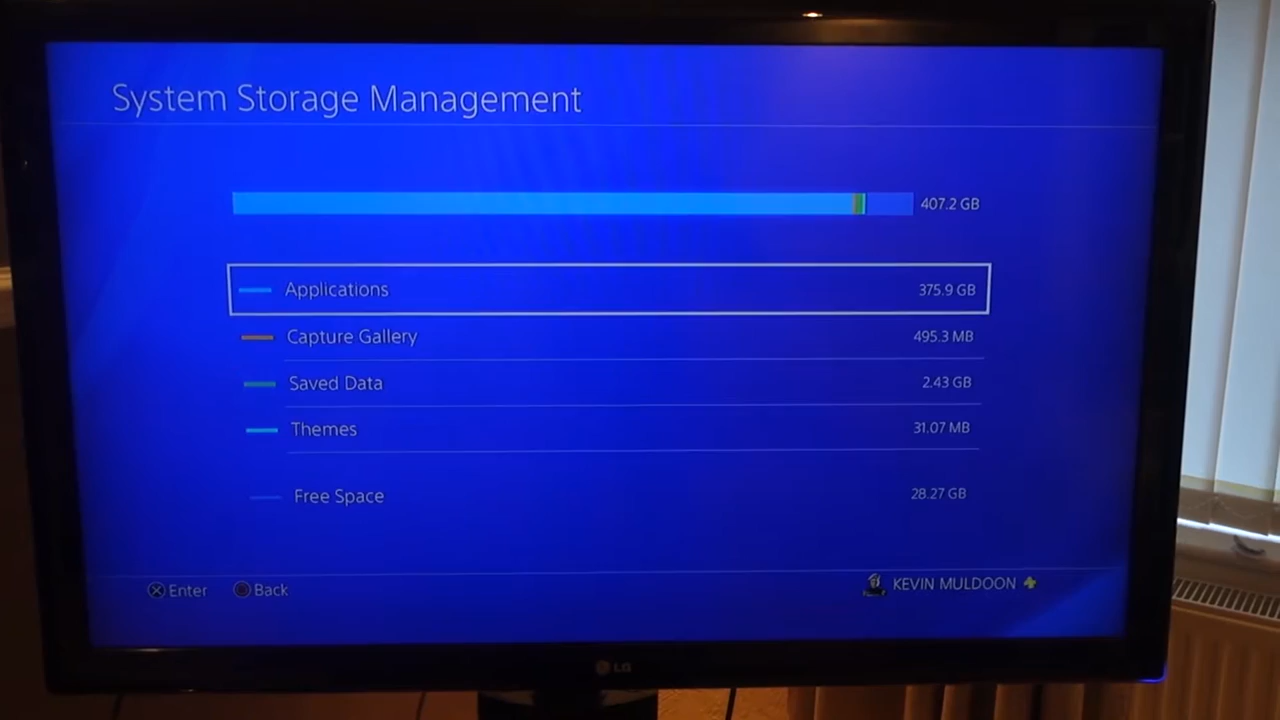 System Storage Management
407.2 GB
Applications 375.9 GB
Capture Gallery 495.3 MB
Saved Data 2.43 GB
Themes 31.07 MB
Free Space 28.27 GB
Enter Back KEVIN MULDOON
LG